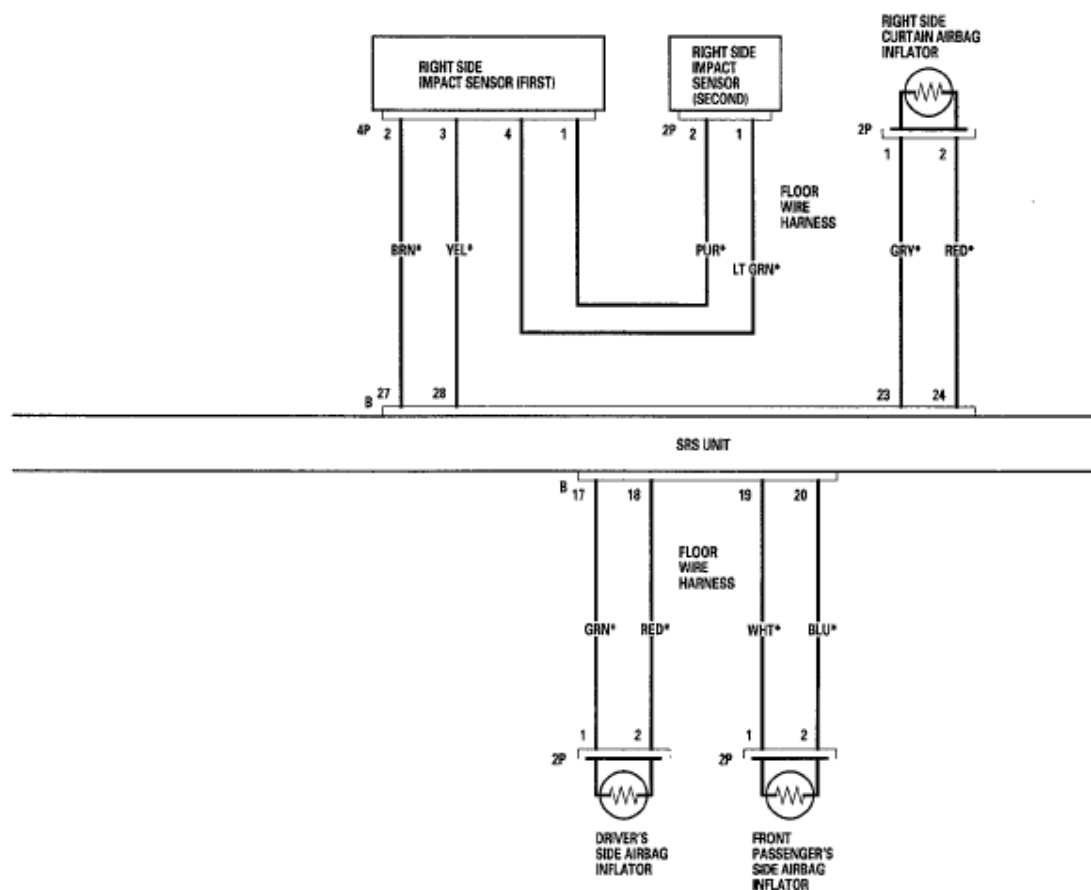 RIGHT SIDE
CURTAIN AIRBAG
INFLATOR
RIGHT SIDE
IMPACT SENSOR (FIRST)
RIGHT SIDE
IMPACT
SENSOR
(SECOND)
4P 2 3 4 1
2P 2 1
2P
1 2
FLOOR
WIRE
HARNESS
BRN* YEL* PUR* LT GRN* GRY* RED*
B 27 28 23 24
SRS UNIT
B 17 18 19 20
FLOOR
WIRE
HARNESS
GRN* RED* WHT* BLU*
1 2 1 2
2P 2P
DRIVER'S
SIDE AIRBAG
INFLATOR
FRONT
PASSENGER'S
SIDE AIRBAG
INFLATOR